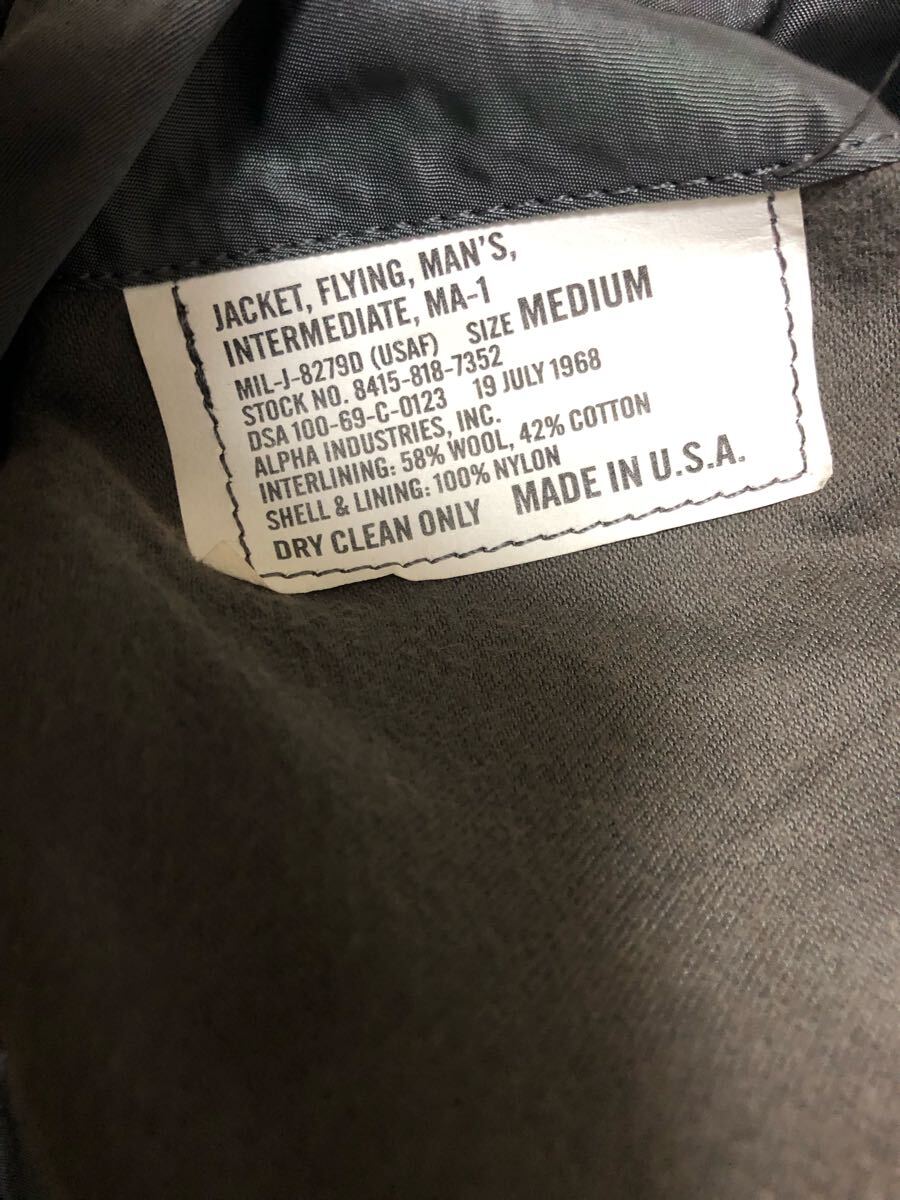 JACKET, FLYING, MAN'S,
INTERMEDIATE, MA-1
MIL-J-8279D (USAF) SIZE MEDIUM
STOCK NO. 8415-818-7352
DSA 100-69-C-0123 19 JULY 1968
ALPHA INDUSTRIES, INC.
INTERLINING: 58% WOOL, 42% COTTON
SHELL & LINING: 100% NYLON
DRY CLEAN ONLY MADE IN U.S.A.